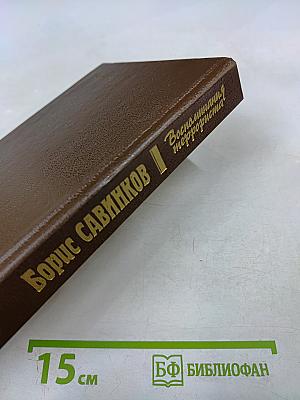 Борис САВИНКОВ
Воспоминания
террориста
15 см
БФ
БИБЛИОФАН